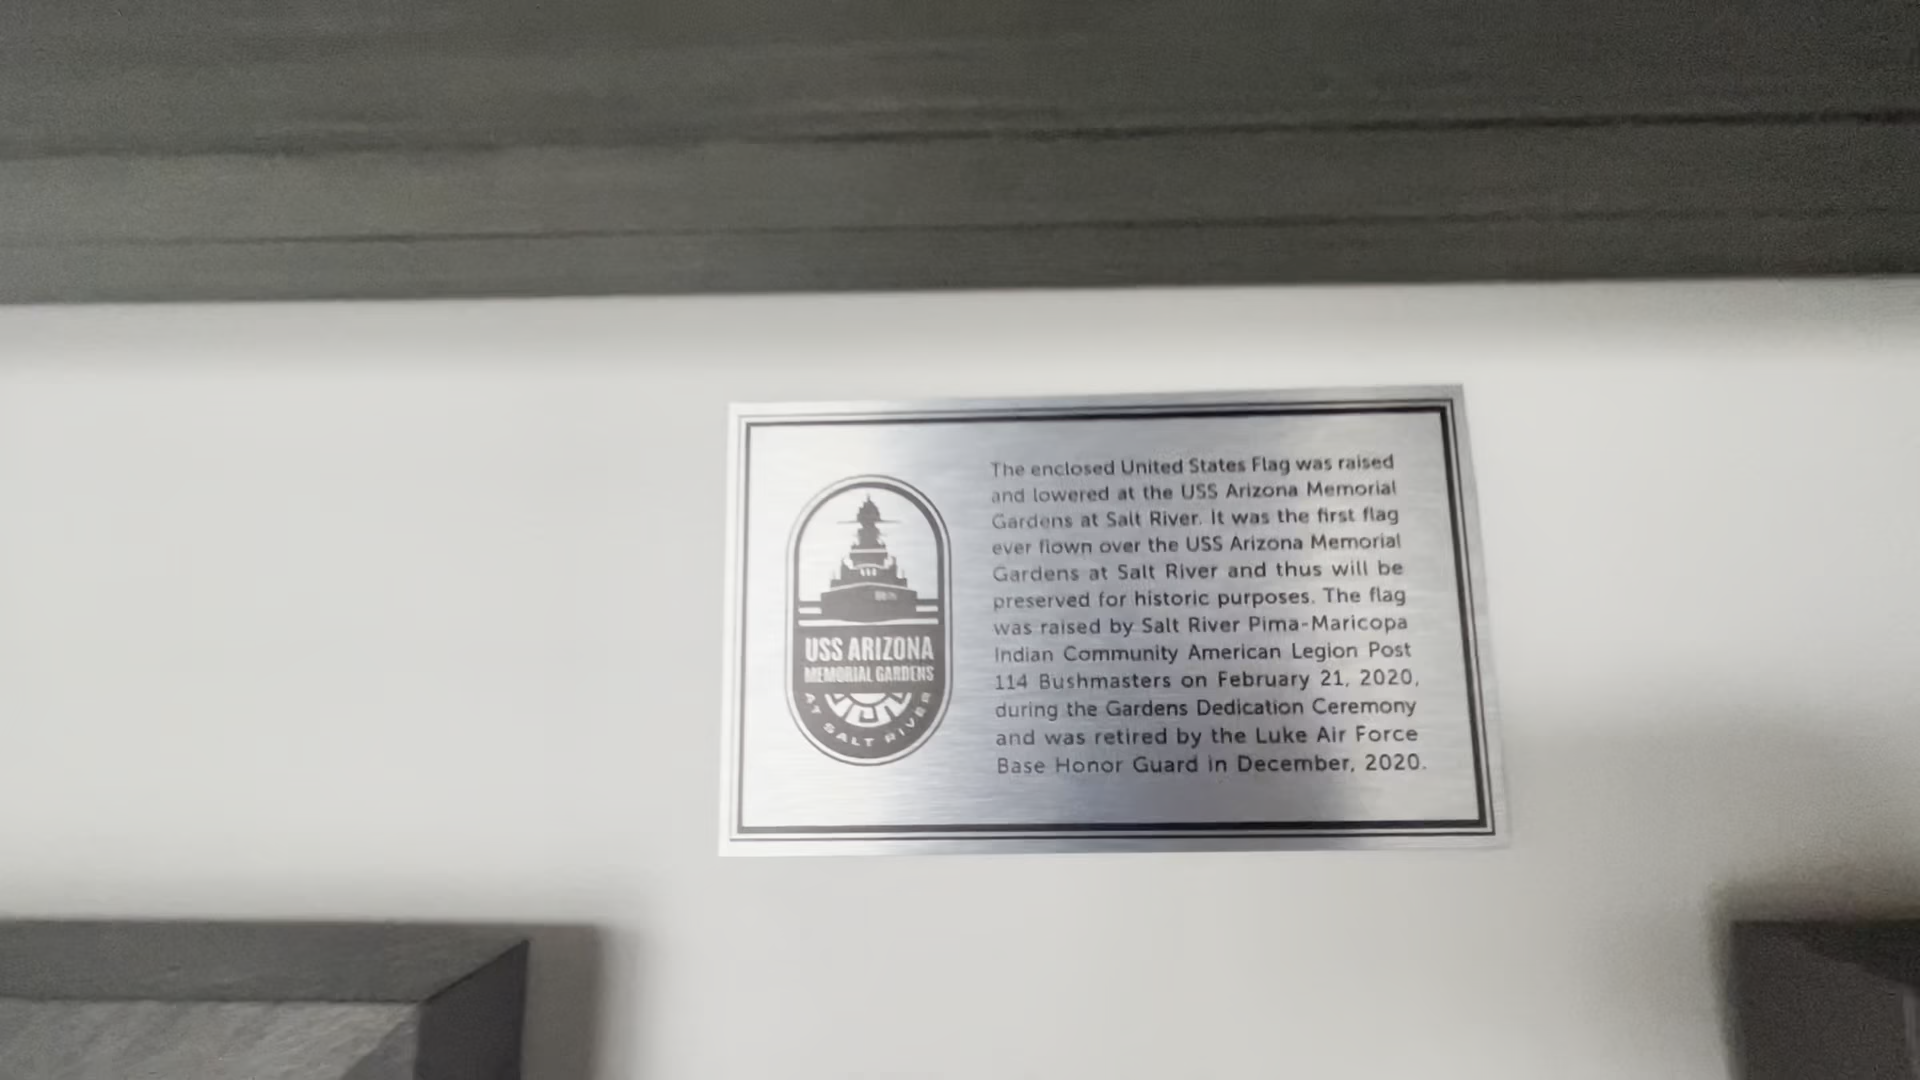 The enclosed United States Flag was raised
and lowered at the USS Arizona Memorial
Gardens at Salt River. It was the first flag
ever flown over the USS Arizona Memorial
Gardens at Salt River and thus will be
preserved for historic purposes. The flag
was raised by Salt River Pima-Maricopa
Indian Community American Legion Post
114 Bushmasters on February 21, 2020,
during the Gardens Dedication Ceremony
and was retired by the Luke Air Force
Base Honor Guard in December, 2020.
USS ARIZONA
MEMORIAL GARDENS
AT SALT RIVER